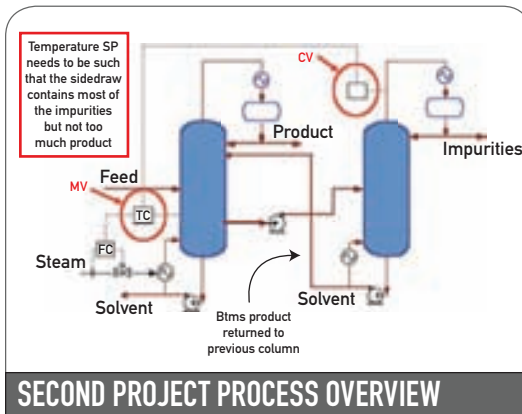 Temperature SP
needs to be such
that the sidedraw
contains most of
the impurities
but not too
much product
CV
Product
Impurities
Feed
MV
TC
FC
Steam
Solvent
Btms product
returned to
previous column
Solvent
SECOND PROJECT PROCESS OVERVIEW